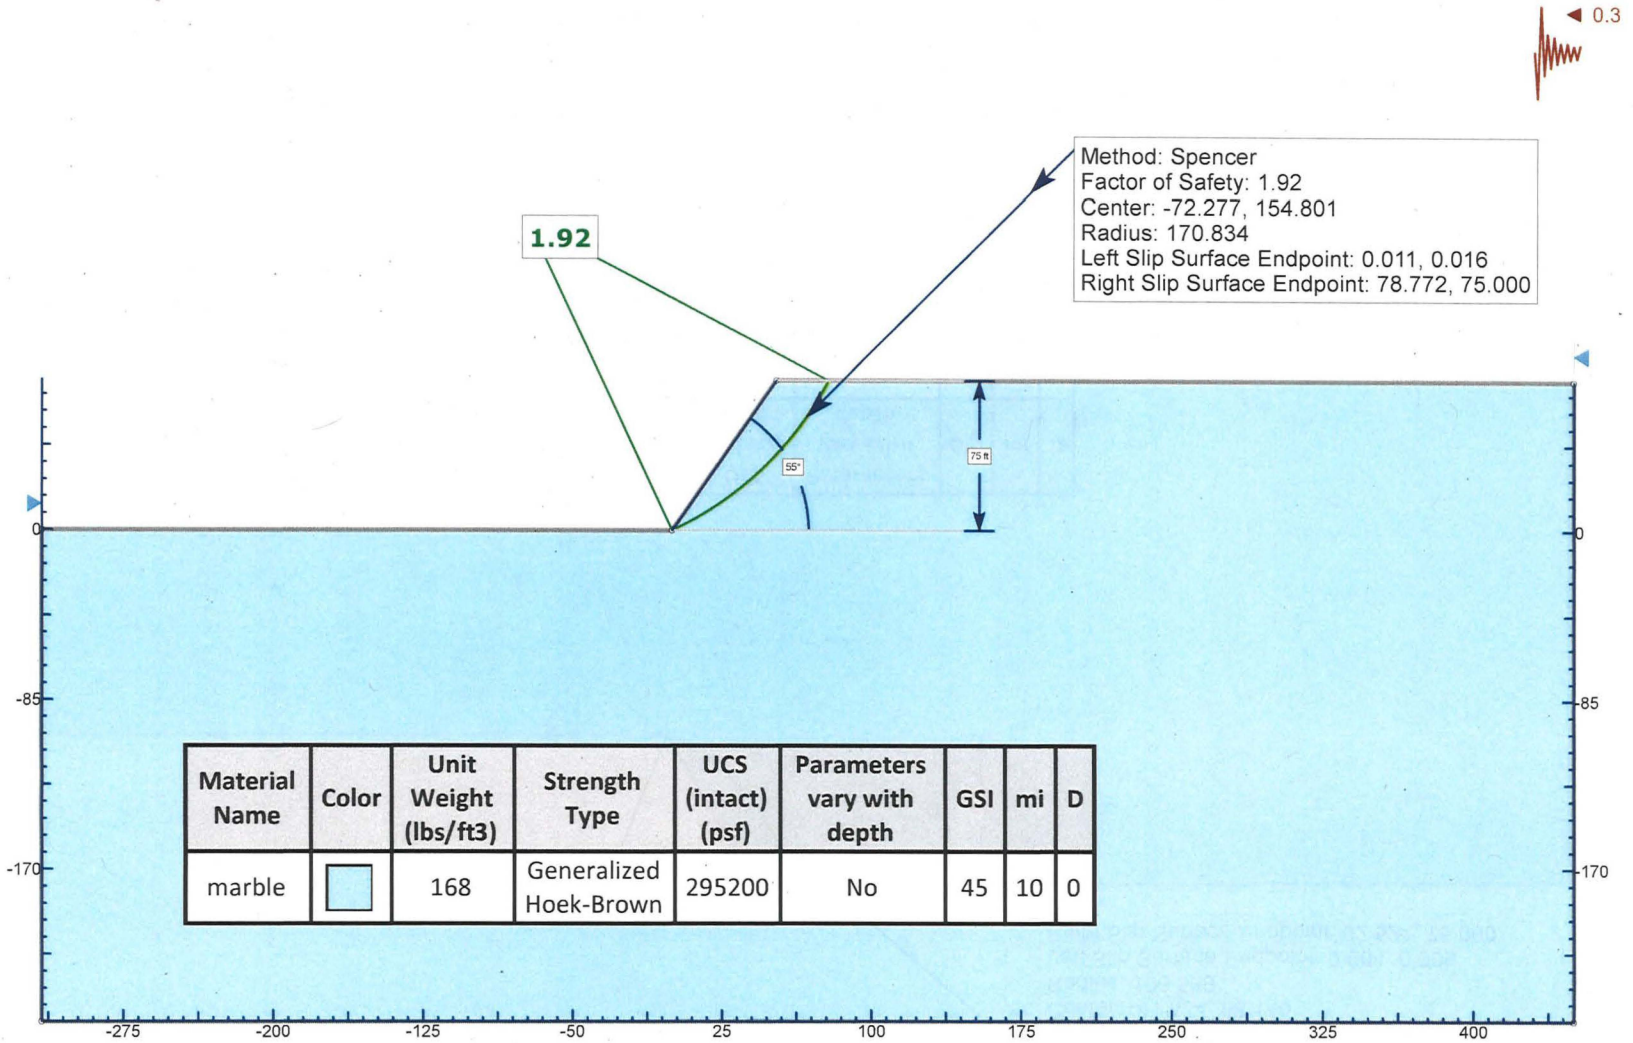 0.3
Method: Spencer
Factor of Safety: 1.92
Center: -72.277, 154.801
Radius: 170.834
Left Slip Surface Endpoint: 0.011, 0.016
Right Slip Surface Endpoint: 78.772, 75.000
1.92
75 ft
55°
0
0
-85
-85
Material Name
Color
Unit Weight (lbs/ft3)
Strength Type
UCS (intact) (psf)
Parameters vary with depth
GSI
mi
D
marble
168
Generalized Hoek-Brown
295200
No
45
10
0
-170
-170
-275
-200
-125
-50
25
100
175
250
325
400